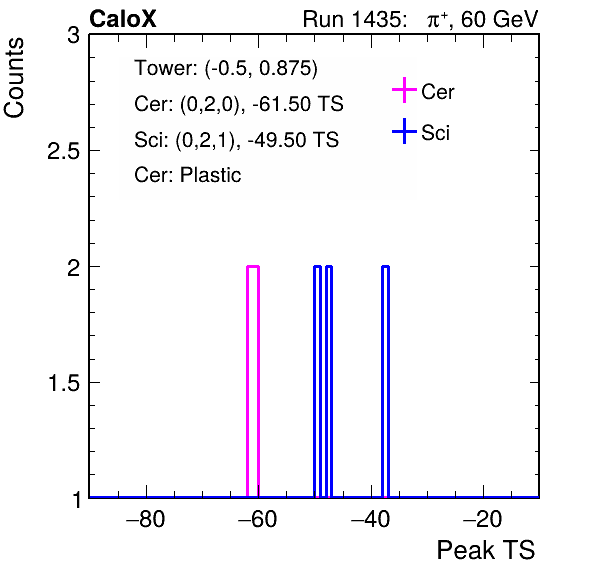 CaloX Run 1435: π⁺, 60 GeV
Counts
Tower: (-0.5, 0.875)
Cer: (0,2,0), -61.50 TS
Sci: (0,2,1), -49.50 TS
Cer: Plastic
Cer
Sci
3
2.5
2
1.5
1
−80 −60 −40 −20
Peak TS